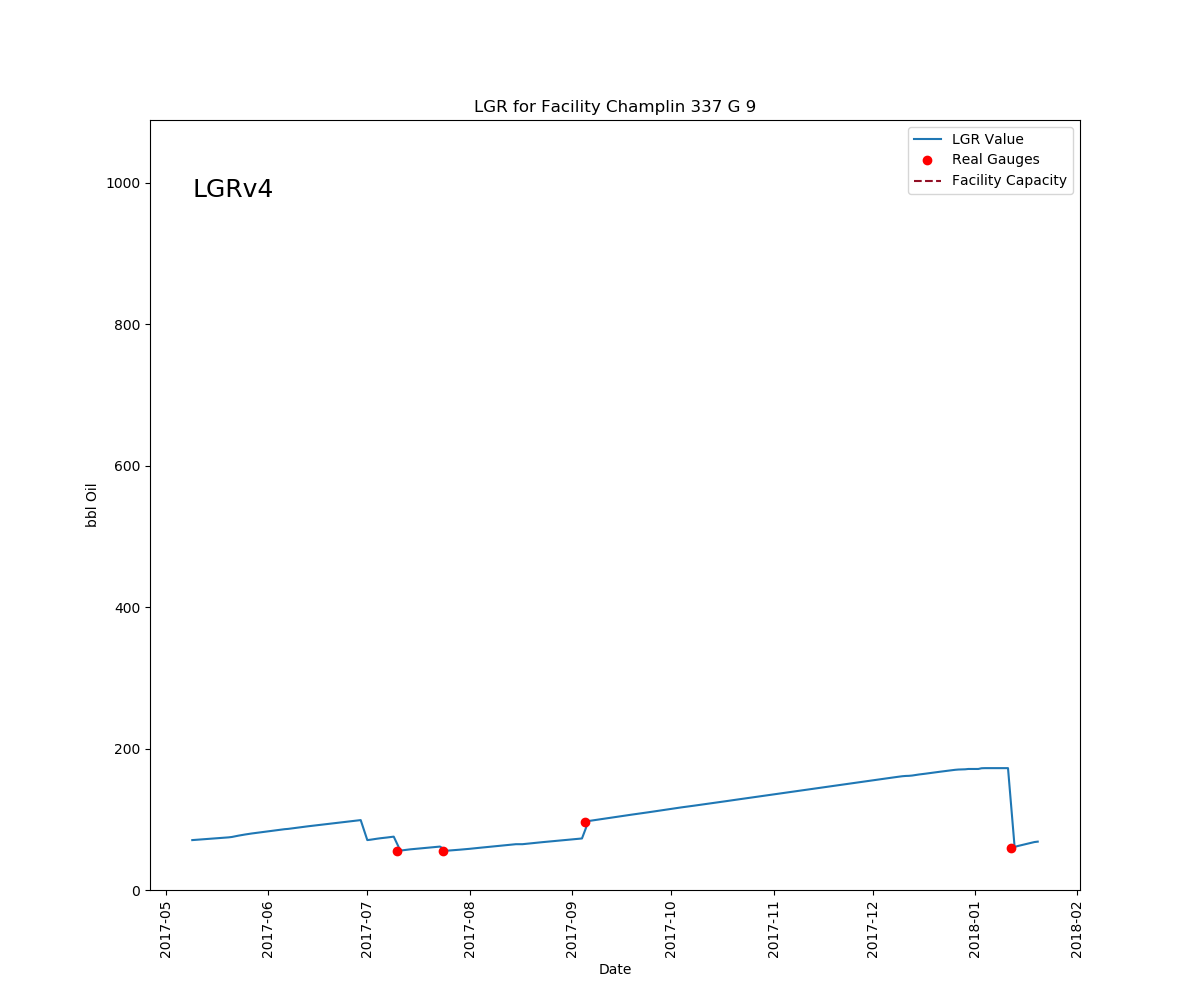 LGR for Facility Champlin 337 G 9
LGR Value
Real Gauges
Facility Capacity
LGRv4
1000
800
600
400
200
0
bbl Oil
2017-05
2017-06
2017-07
2017-08
2017-09
2017-10
2017-11
2017-12
2018-01
2018-02
Date